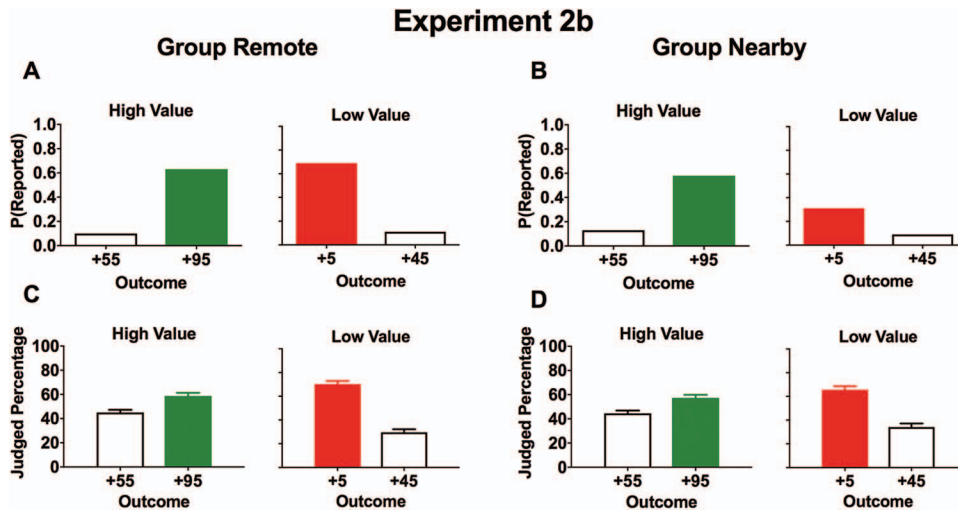 Experiment 2b
Group Remote
Group Nearby
A
B
High Value
Low Value
High Value
Low Value
P(Reported)
1.0
0.8
0.6
0.4
0.2
0.0
+55 +95
+5 +45
Outcome
Outcome
P(Reported)
1.0
0.8
0.6
0.4
0.2
0.0
+55 +95
+5 +45
Outcome
Outcome
C
D
High Value
Low Value
High Value
Low Value
Judged Percentage
100
80
60
40
20
0
+55 +95
+5 +45
Outcome
Outcome
Judged Percentage
100
80
60
40
20
0
+55 +95
+5 +45
Outcome
Outcome